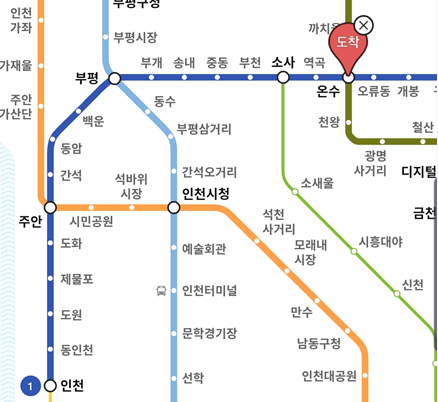 부평구청
인천
가좌
까치울
부평시장
도착
가재울
부평
부개
송내
중동
부천
소사
역곡
온수
오류동
개봉
주안
가산단
동수
백운
천왕
부평삼거리
철산
동암
광명
사거리
간석
석바위
시장
간석오거리
디지털
소새울
인천시청
주안
시민공원
석천
사거리
금천
도화
예술회관
모래내
시장
시흥대야
제물포
인천터미널
신천
도원
만수
문학경기장
동인천
남동구청
선학
인천대공원
1
인천